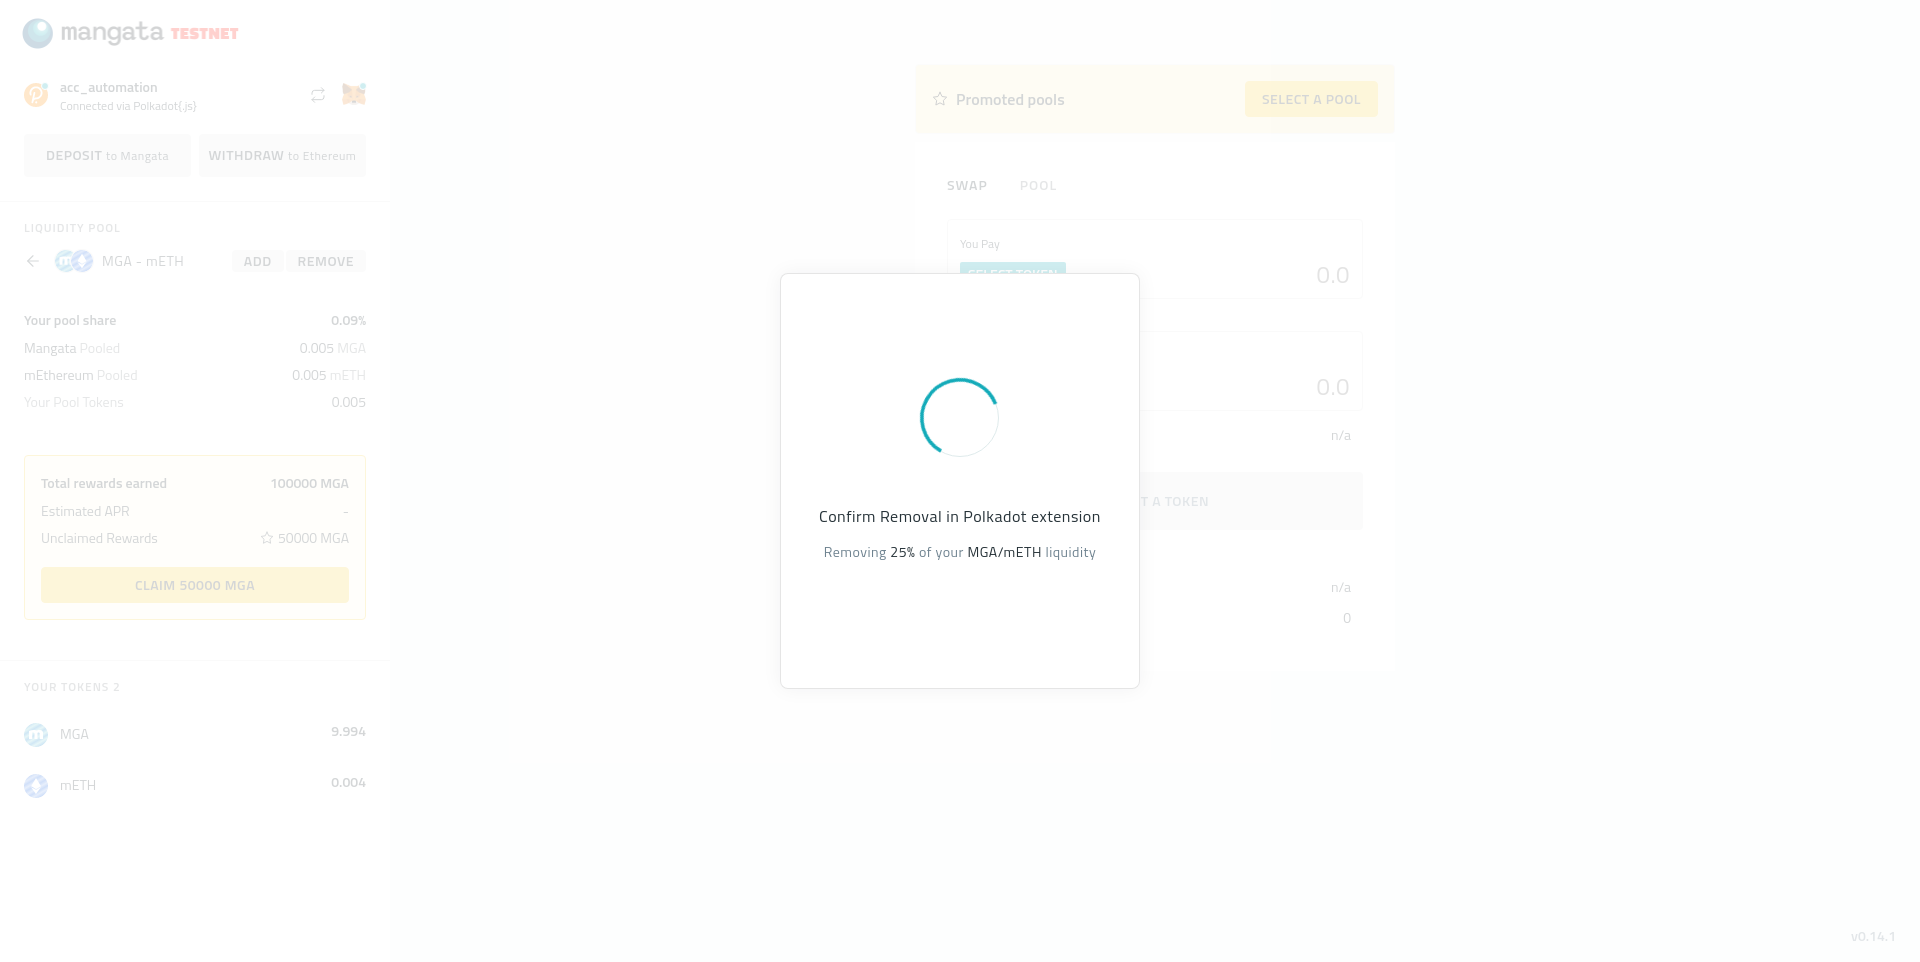 mangata TESTNET
acc_automation
Connected via Polkadot{.js}
DEPOSIT to Mangata
WITHDRAW to Ethereum
LIQUIDITY POOL
MGA - mETH
ADD
REMOVE
Your pool share 0.09%
Mangata Pooled 0.005 MGA
mEthereum Pooled 0.005 mETH
Your Pool Tokens 0.005
Total rewards earned 100000 MGA
Estimated APR -
Unclaimed Rewards 50000 MGA
CLAIM 50000 MGA
YOUR TOKENS 2
MGA 9.994
mETH 0.004
Promoted pools
SELECT A POOL
SWAP POOL
You Pay
SELECT TOKEN 0.0
0.0
n/a
T A TOKEN
n/a
0
Confirm Removal in Polkadot extension
Removing 25% of your MGA/mETH liquidity
v0.14.1